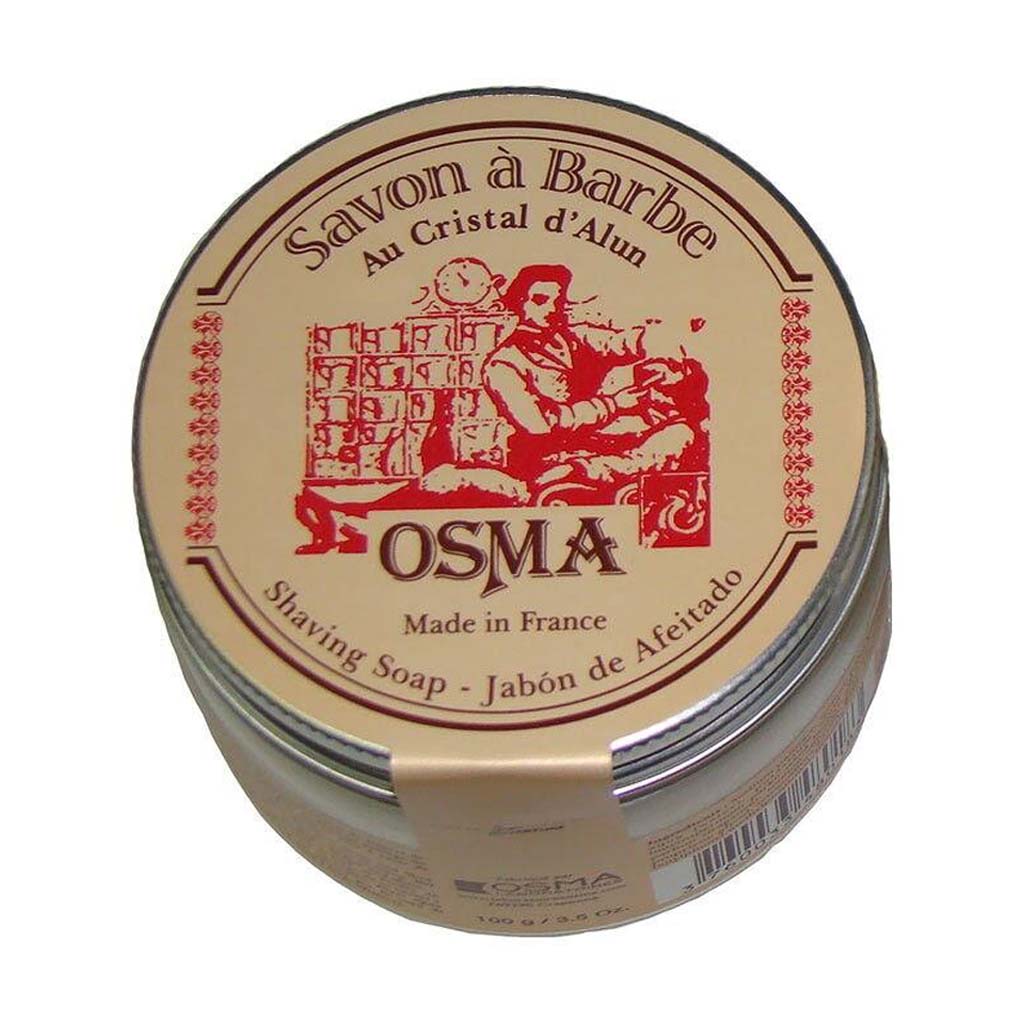 Savon à Barbe
Au Cristal d'Alun
OSMA
Made in France
Shaving Soap - Jabón de Afeitado
OSMA
100 g / 3.5 Oz.